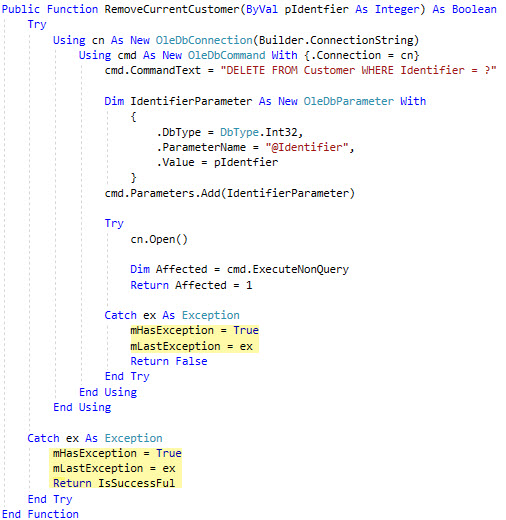 Public Function RemoveCurrentCustomer(ByVal pIdentfier As Integer) As Boolean
Try
Using cn As New OleDbConnection(Builder.ConnectionString)
Using cmd As New OleDbCommand With {.Connection = cn}
cmd.CommandText = "DELETE FROM Customer WHERE Identifier = ?"
Dim IdentifierParameter As New OleDbParameter With
{
.DbType = DbType.Int32,
.ParameterName = "@Identifier",
.Value = pIdentfier
}
cmd.Parameters.Add(IdentifierParameter)
Try
cn.Open()
Dim Affected = cmd.ExecuteNonQuery
Return Affected = 1
Catch ex As Exception
mHasException = True
mLastException = ex
Return False
End Try
End Using
End Using
Catch ex As Exception
mHasException = True
mLastException = ex
Return IsSuccessFul
End Try
End Function